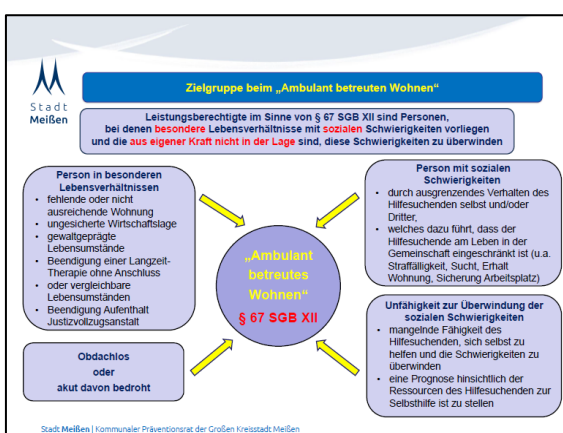 Stadt
Meißen
Zielgruppe beim „Ambulant betreuten Wohnen“
Leistungsberechtigte im Sinne von § 67 SGB XII sind Personen,
bei denen besondere Lebensverhältnisse mit sozialen Schwierigkeiten vorliegen
und die aus eigener Kraft nicht in der Lage sind, diese Schwierigkeiten zu überwinden
Person in besonderen
Lebensverhältnissen
• fehlende oder nicht
ausreichende Wohnung
• ungesicherte Wirtschaftslage
• gewaltgeprägte
Lebensumstände
• Beendigung einer Langzeit-
Therapie ohne Anschluss
• oder vergleichbare
Lebensumständen
• Beendigung Aufenthalt
Justizvollzugsanstalt
Obdachlos
oder
akut davon bedroht
„Ambulant
betreutes
Wohnen“
§ 67 SGB XII
Person mit sozialen
Schwierigkeiten
• durch ausgrenzendes Verhalten des
Hilfesuchenden selbst und/oder
Dritter,
• welches dazu führt, dass der
Hilfesuchende am Leben in der
Gemeinschaft eingeschränkt ist (u.a.
Straffälligkeit, Sucht, Erhalt
Wohnung, Sicherung Arbeitsplatz)
Unfähigkeit zur Überwindung der
sozialen Schwierigkeiten
• mangelnde Fähigkeit des
Hilfesuchenden, sich selbst zu
helfen und die Schwierigkeiten zu
überwinden
• eine Prognose hinsichtlich der
Ressourcen des Hilfesuchenden zur
Selbsthilfe ist zu stellen
Stadt Meißen | Kommunaler Präventionsrat der Großen Kreisstadt Meißen